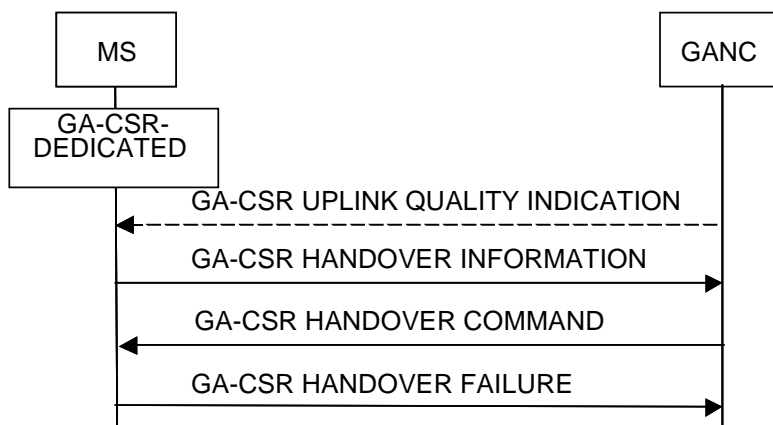 MS
GANC
GA-CSR-
DEDICATED
GA-CSR UPLINK QUALITY INDICATION
GA-CSR HANDOVER INFORMATION
GA-CSR HANDOVER COMMAND
GA-CSR HANDOVER FAILURE